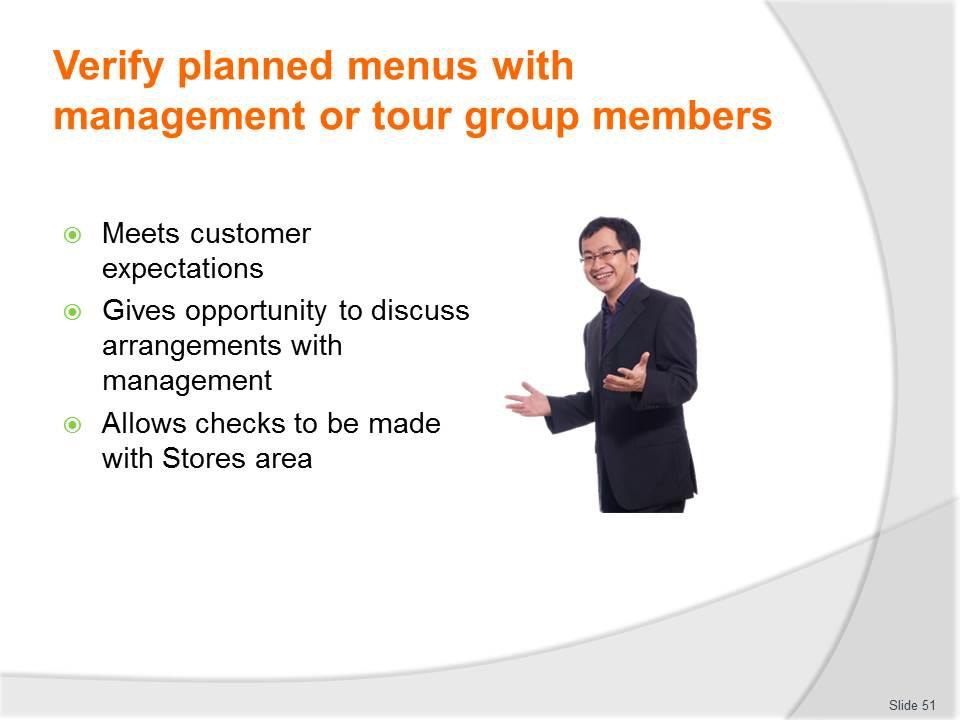 Verify planned menus with
management or tour group members
Meets customer
expectations
Gives opportunity to discuss
arrangements with
management
Allows checks to be made
with Stores area
Slide 51